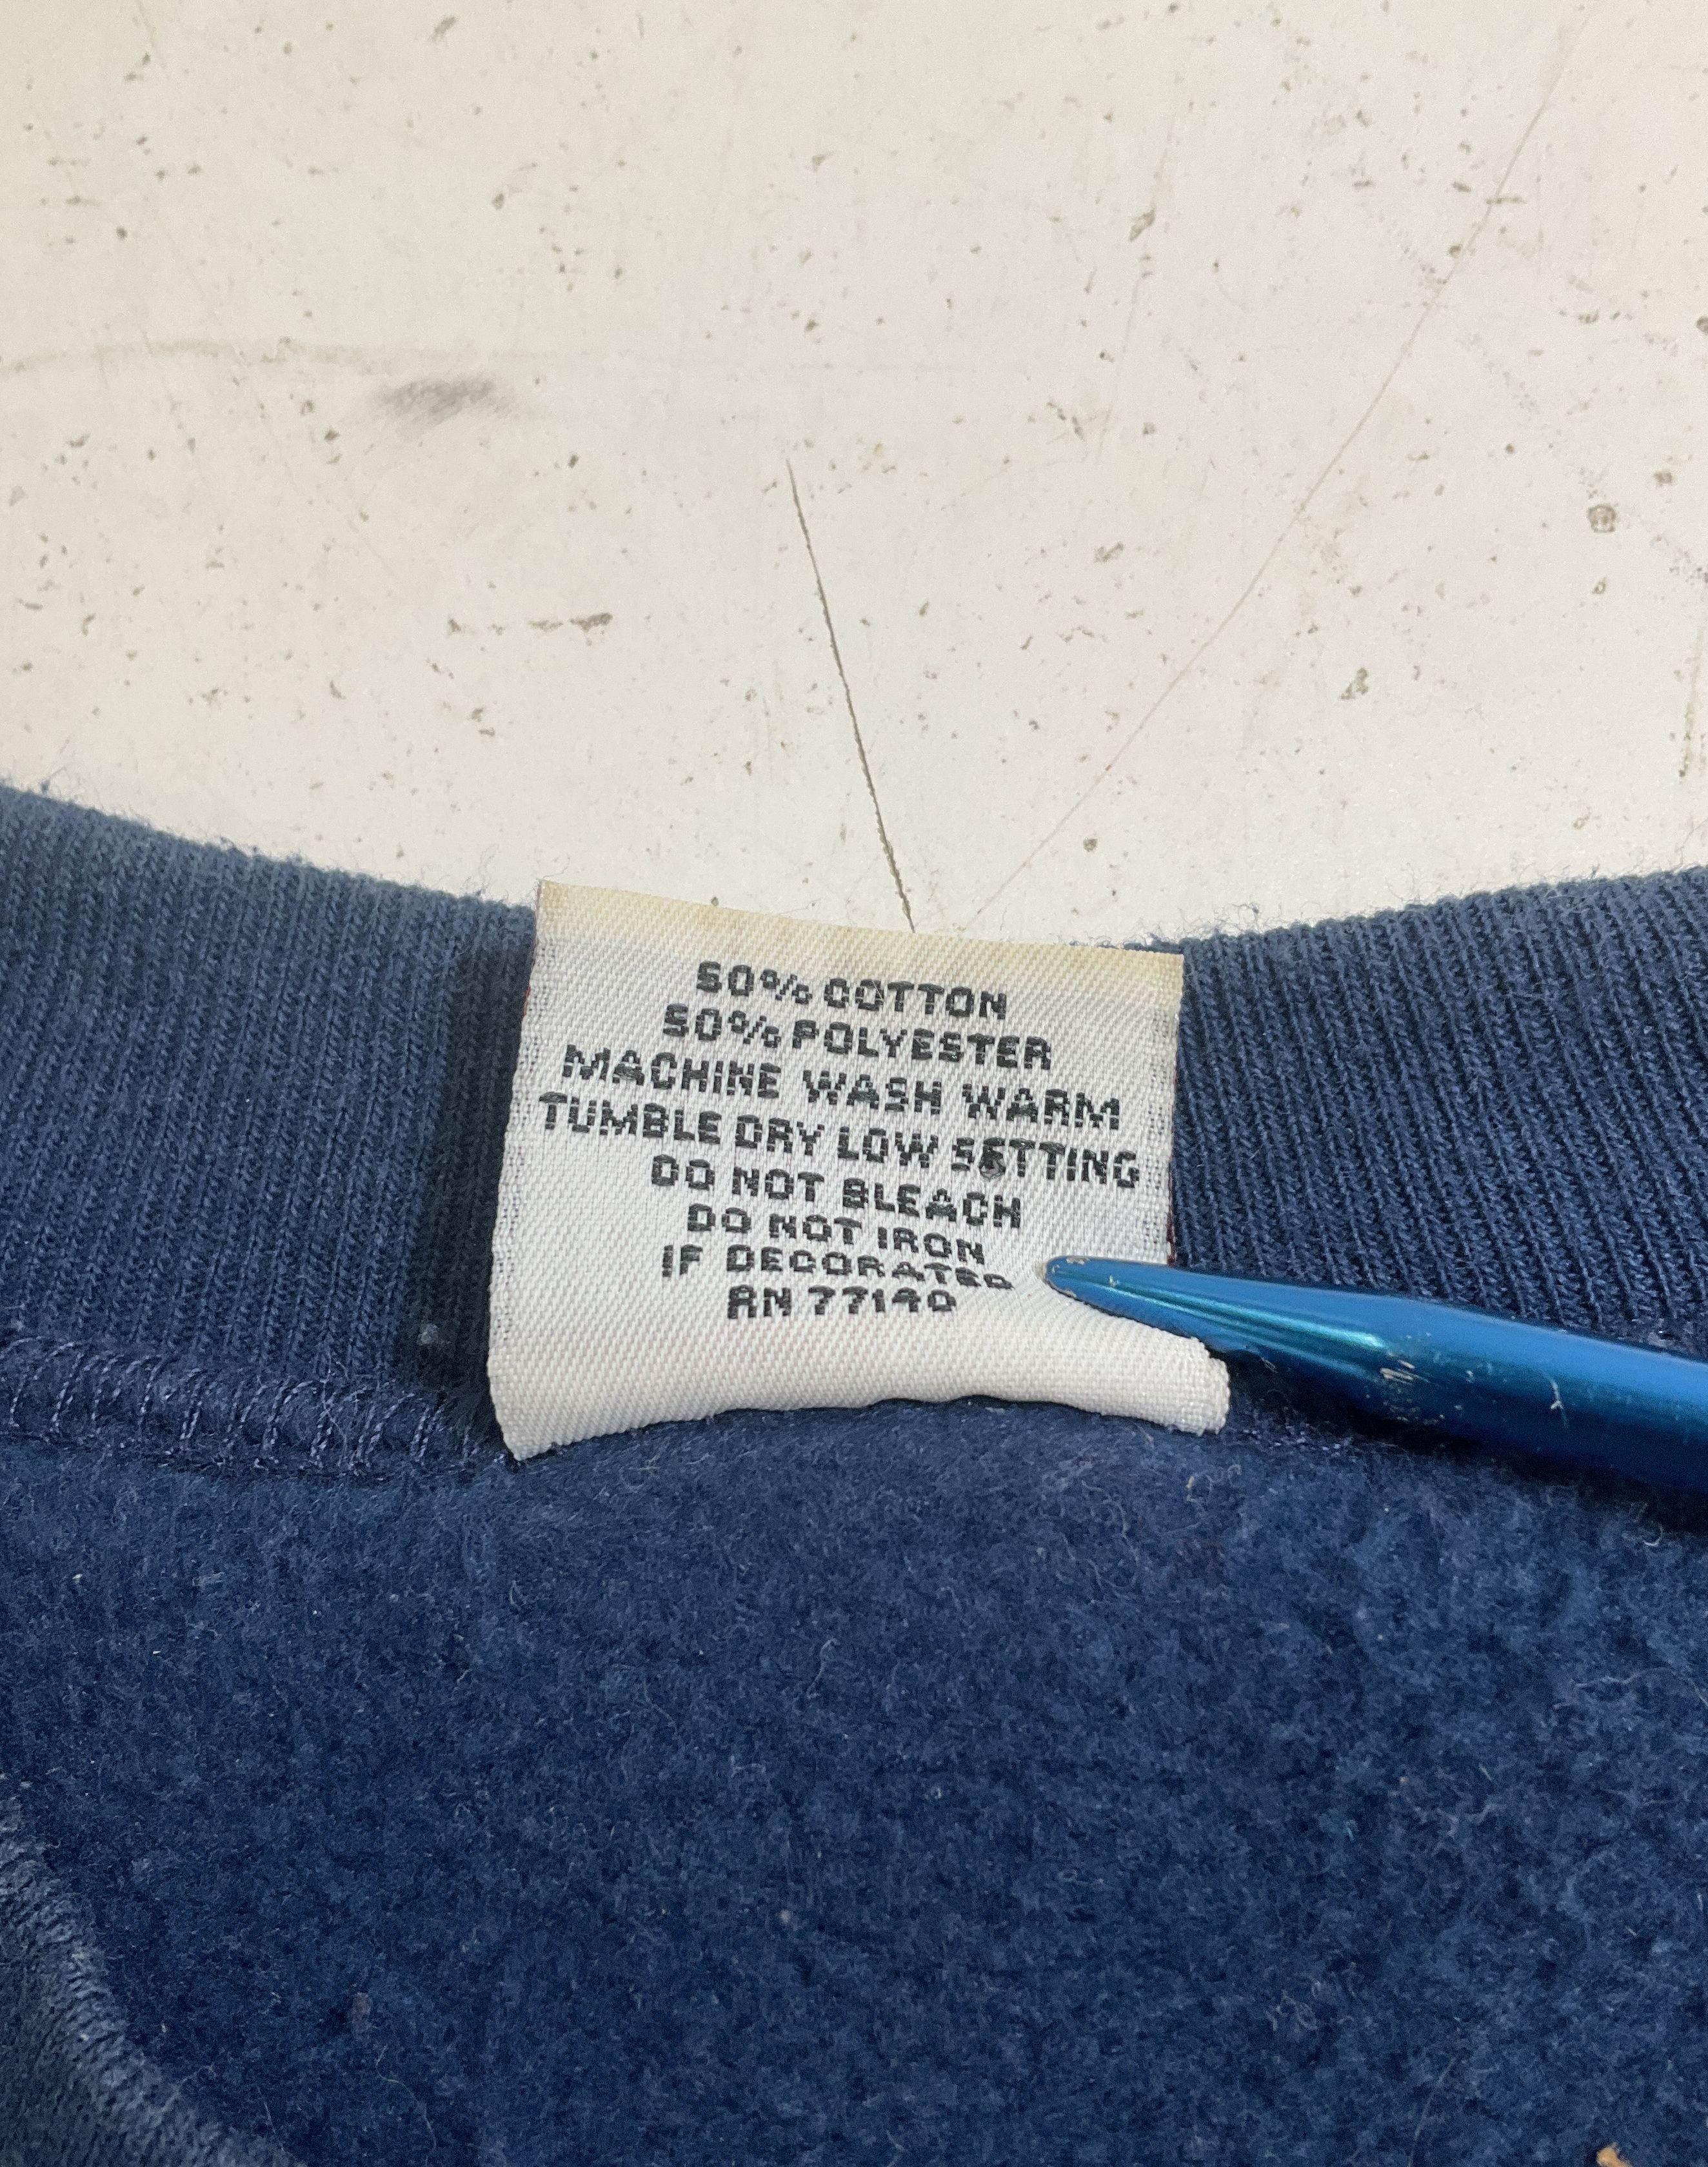 50% COTTON
50% POLYESTER
MACHINE WASH WARM
TUMBLE DRY LOW SETTING
DO NOT BLEACH
DO NOT IRON
IF DECORATED
RN 77140